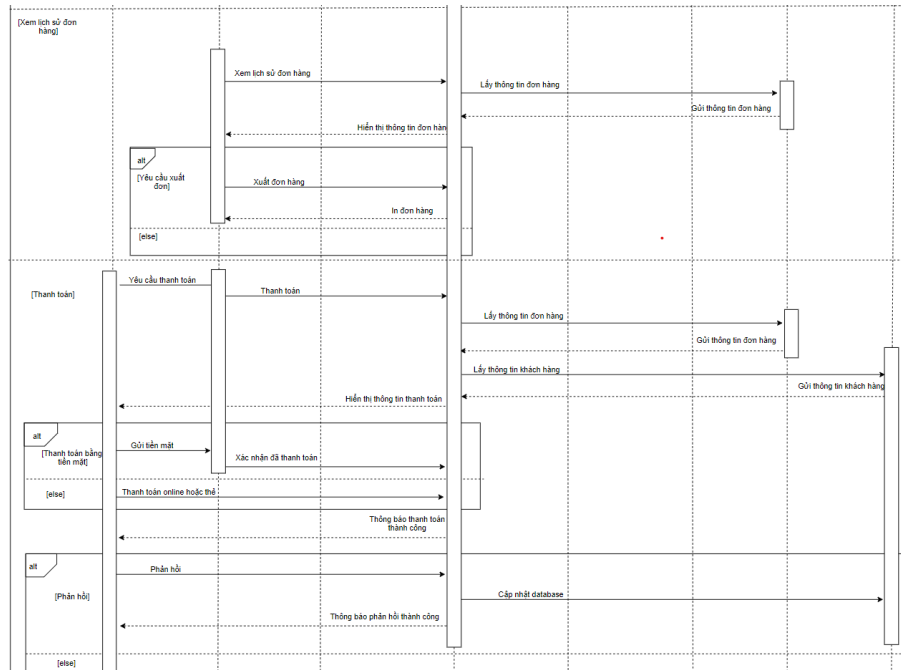 [Xem lịch sử đơn
hàng]
Xem lịch sử đơn hàng
Lấy thông tin đơn hàng
Gửi thông tin đơn hàng
Hiển thị thông tin đơn hàn
alt
[Yêu cầu xuất
đơn]
Xuất đơn hàng
In đơn hàng
[else]
Yêu cầu thanh toán
[Thanh toán]
Thanh toán
Lấy thông tin đơn hàng
Gửi thông tin đơn hàng
Lấy thông tin khách hàng
Gửi thông tin khách hàng
Hiển thị thông tin thanh toán
alt
Gửi tiền mặt
[Thanh toán bằng
tiền mặt]
Xác nhận đã thanh toán
[else]
Thanh toán online hoặc thẻ
Thông báo thanh toán
thành công
alt
Phản hồi
[Phản hồi]
Cập nhật database
Thông báo phản hồi thành công
[else]